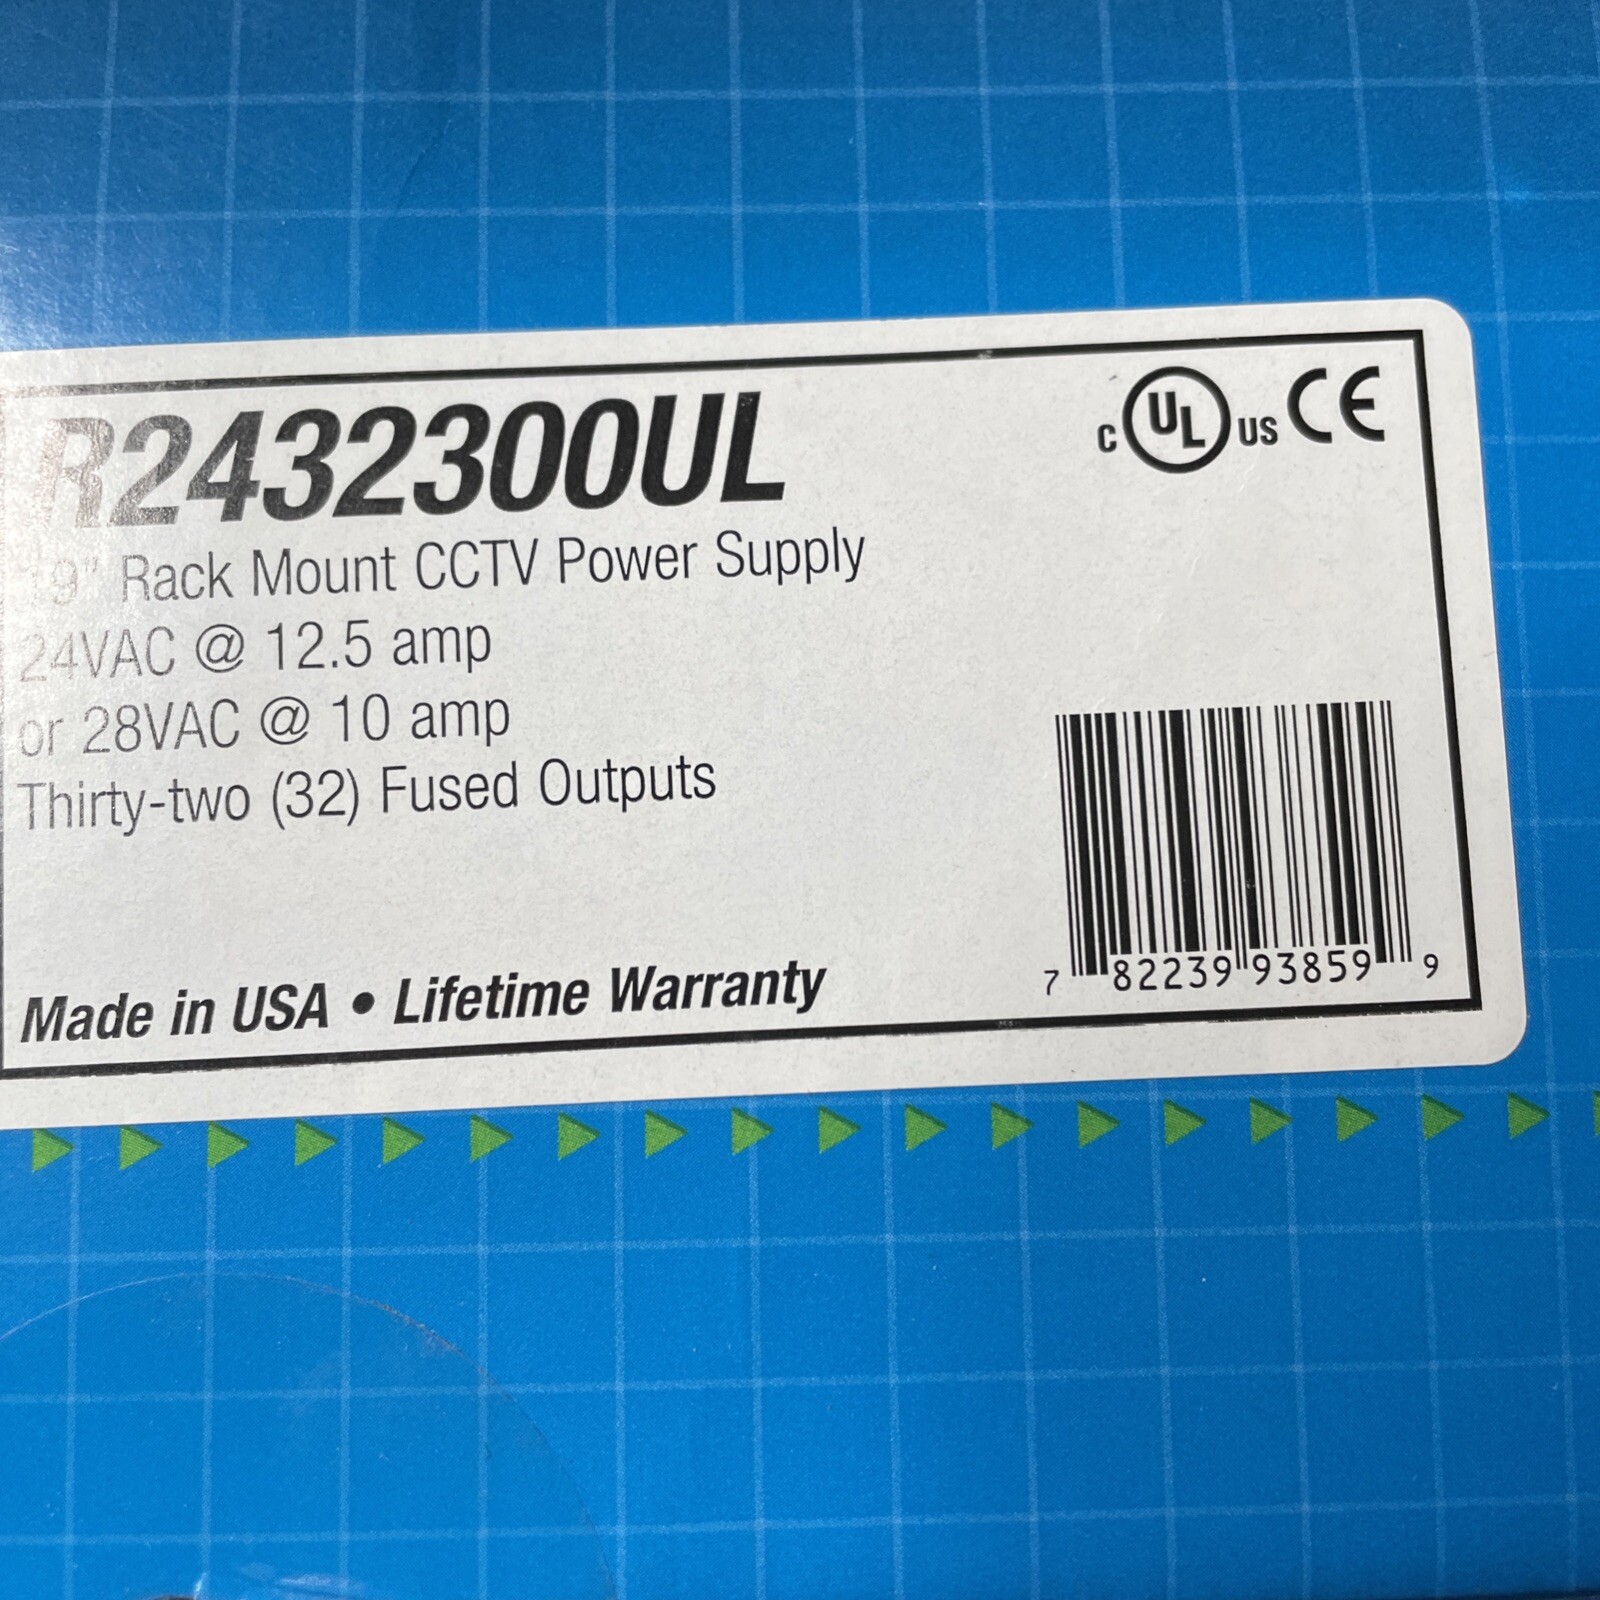 R2432300UL
C UL US CE
19" Rack Mount CCTV Power Supply
24VAC @ 12.5 amp
or 28VAC @ 10 amp
Thirty-two (32) Fused Outputs
Made in USA • Lifetime Warranty
7 82239 93859 9